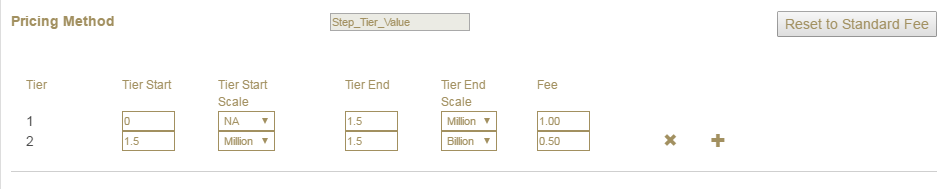 Pricing Method Step_Tier_Value Reset to Standard Fee
Tier Tier Start Tier Start Scale Tier End Tier End Scale Fee
1 0 NA 1.5 Million 1.00
2 1.5 Million 1.5 Billion 0.50